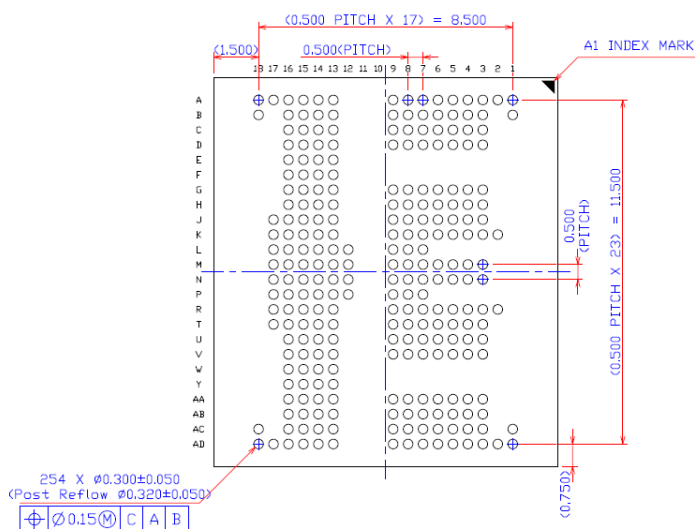 (0.500 PITCH X 17) = 8.500
(1.500)
0.500(PITCH)
A1 INDEX MARK
18 17 16 15 14 13 12 11 10 9 8 7 6 5 4 3 2 1
A
B
C
D
E
F
G
H
J
K
L
M
N
P
R
T
U
V
W
Y
AA
AB
AC
AD
0.500
(PITCH)
(0.500 PITCH X 23) = 11.500
(0.750)
254 X Ø0.300±0.050
(Post Reflow Ø0.320±0.050)
⌖ Ø0.15Ⓜ C A B